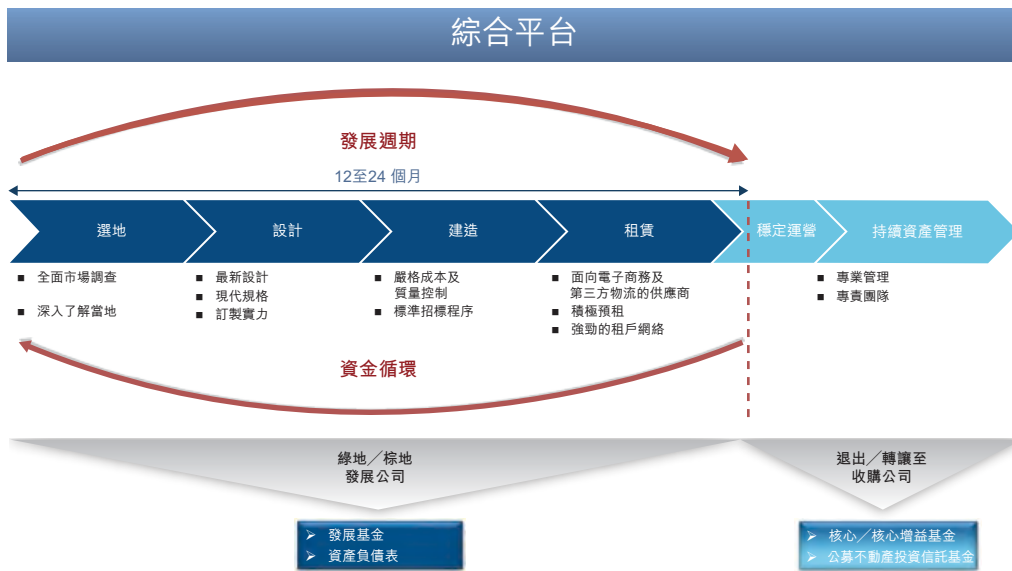 綜合平台
發展週期
12至24 個月
選地
設計
建造
租賃
穩定運營
持續資產管理
■ 全面市場調查
■ 深入了解當地
■ 最新設計
■ 現代規格
■ 訂製實力
■ 嚴格成本及
質量控制
■ 標準招標程序
■ 面向電子商務及
第三方物流的供應商
■ 積極預租
■ 強勁的租戶網絡
■ 專業管理
■ 專責團隊
資金循環
綠地╱棕地
發展公司
退出╱轉讓至
收購公司
➢ 發展基金
➢ 資產負債表
➢ 核心╱核心增益基金
➢ 公募不動產投資信託基金